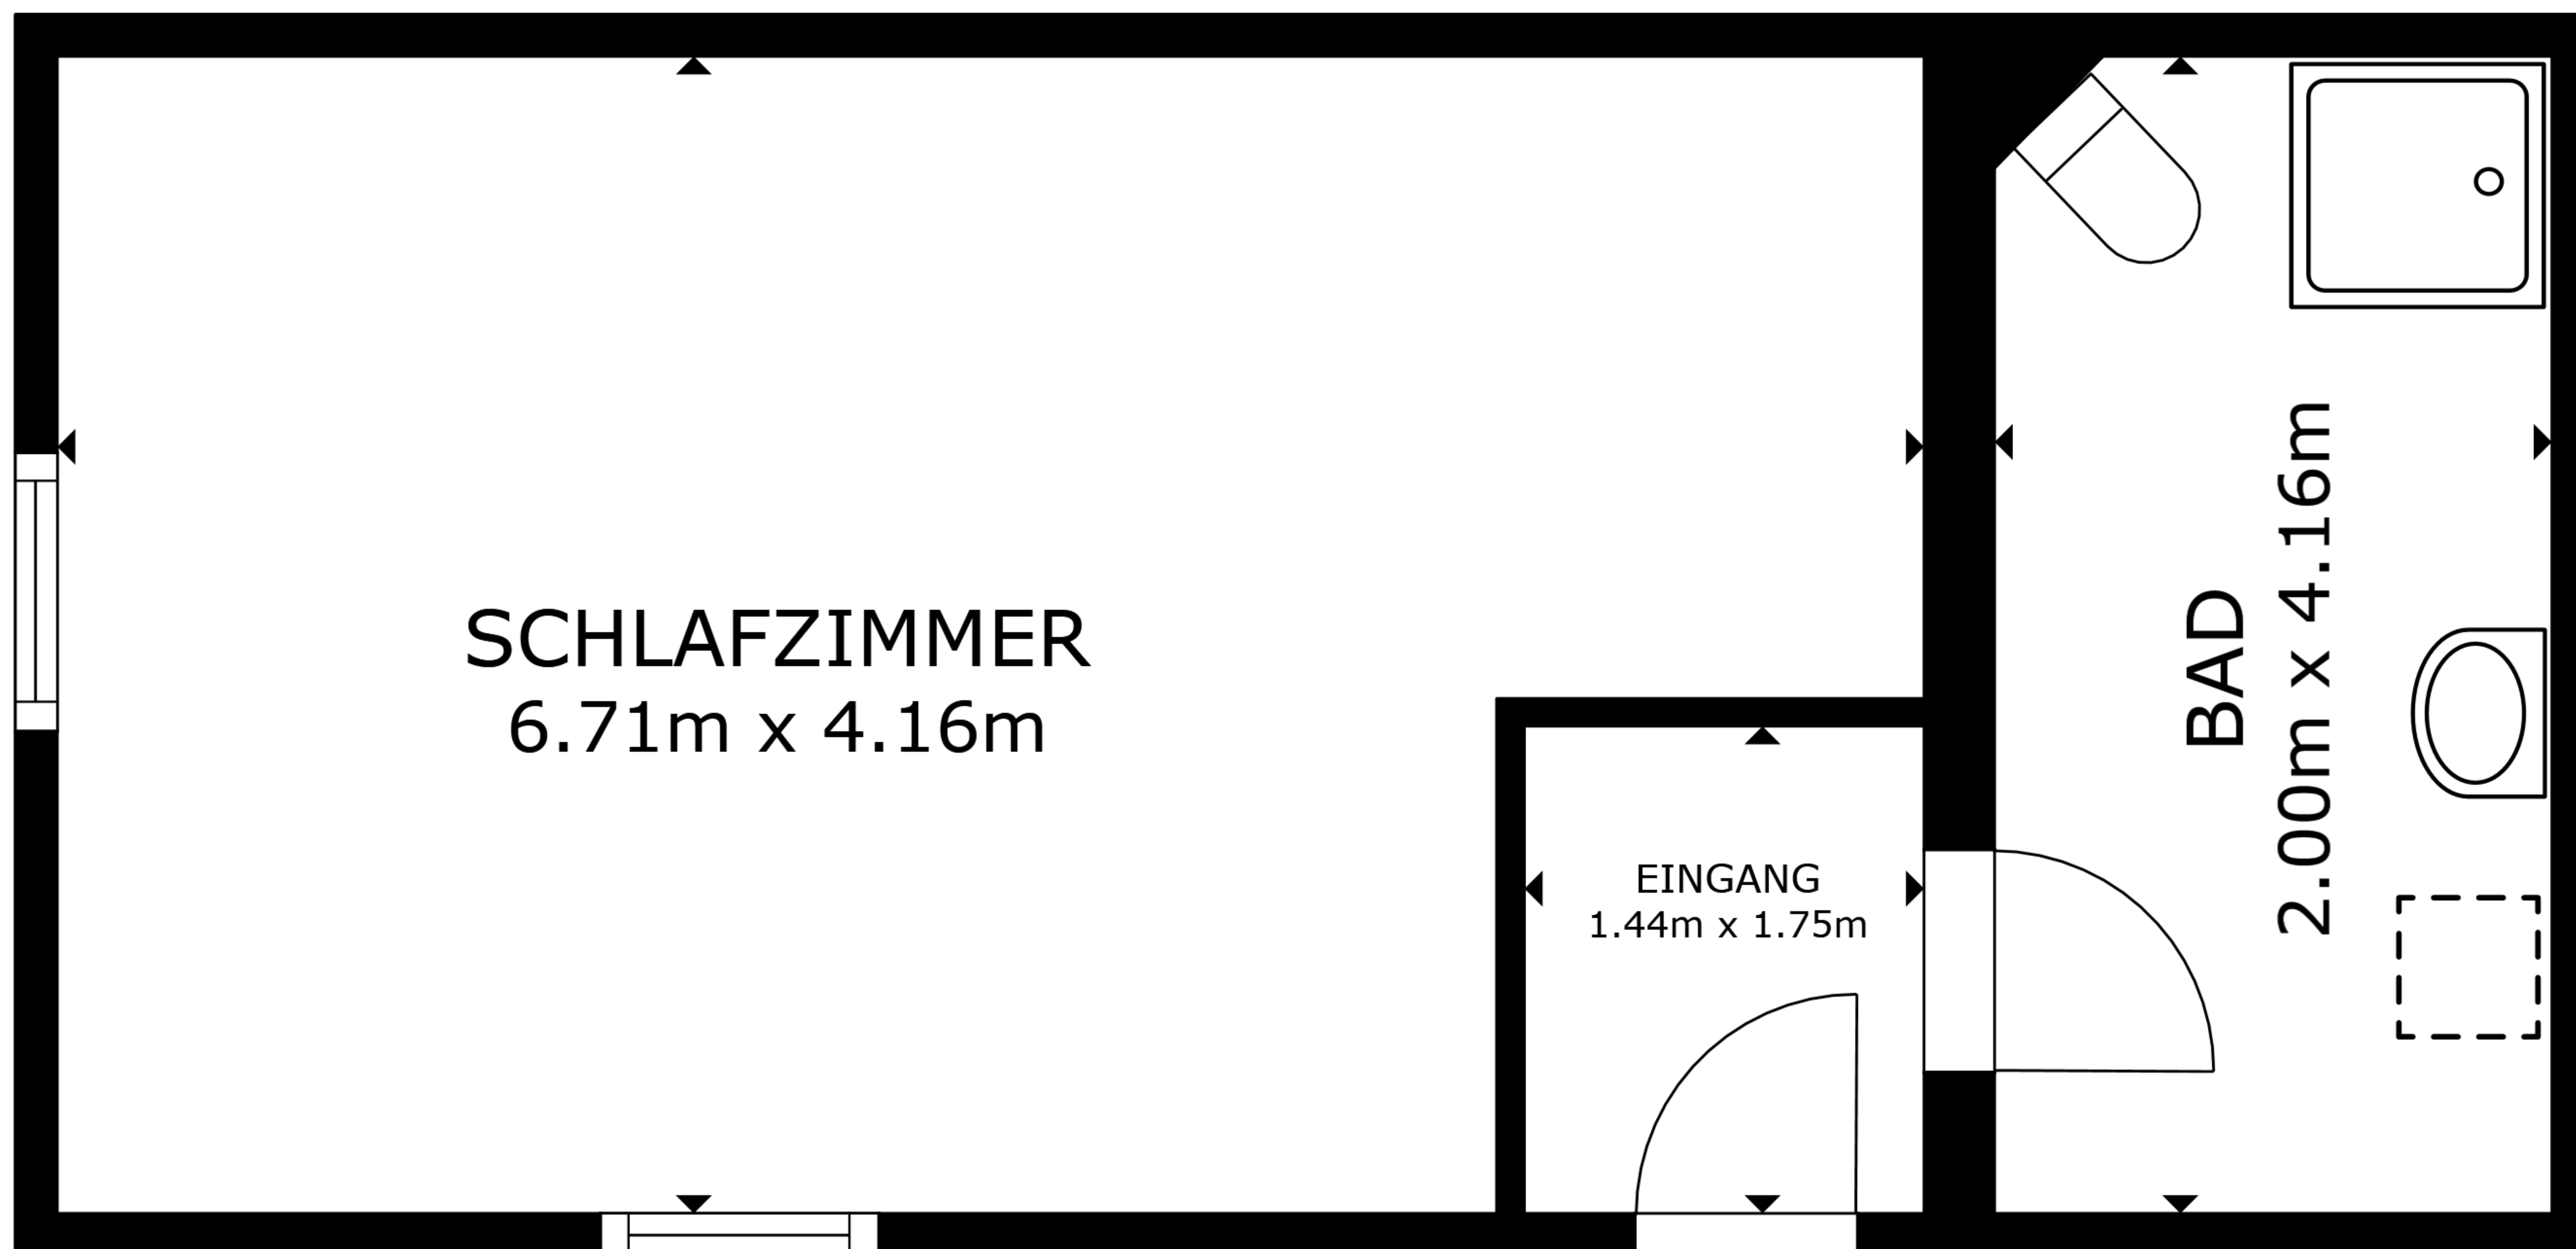 SCHLAFZIMMER
6.71m x 4.16m
EINGANG
1.44m x 1.75m
BAD
2.00m x 4.16m